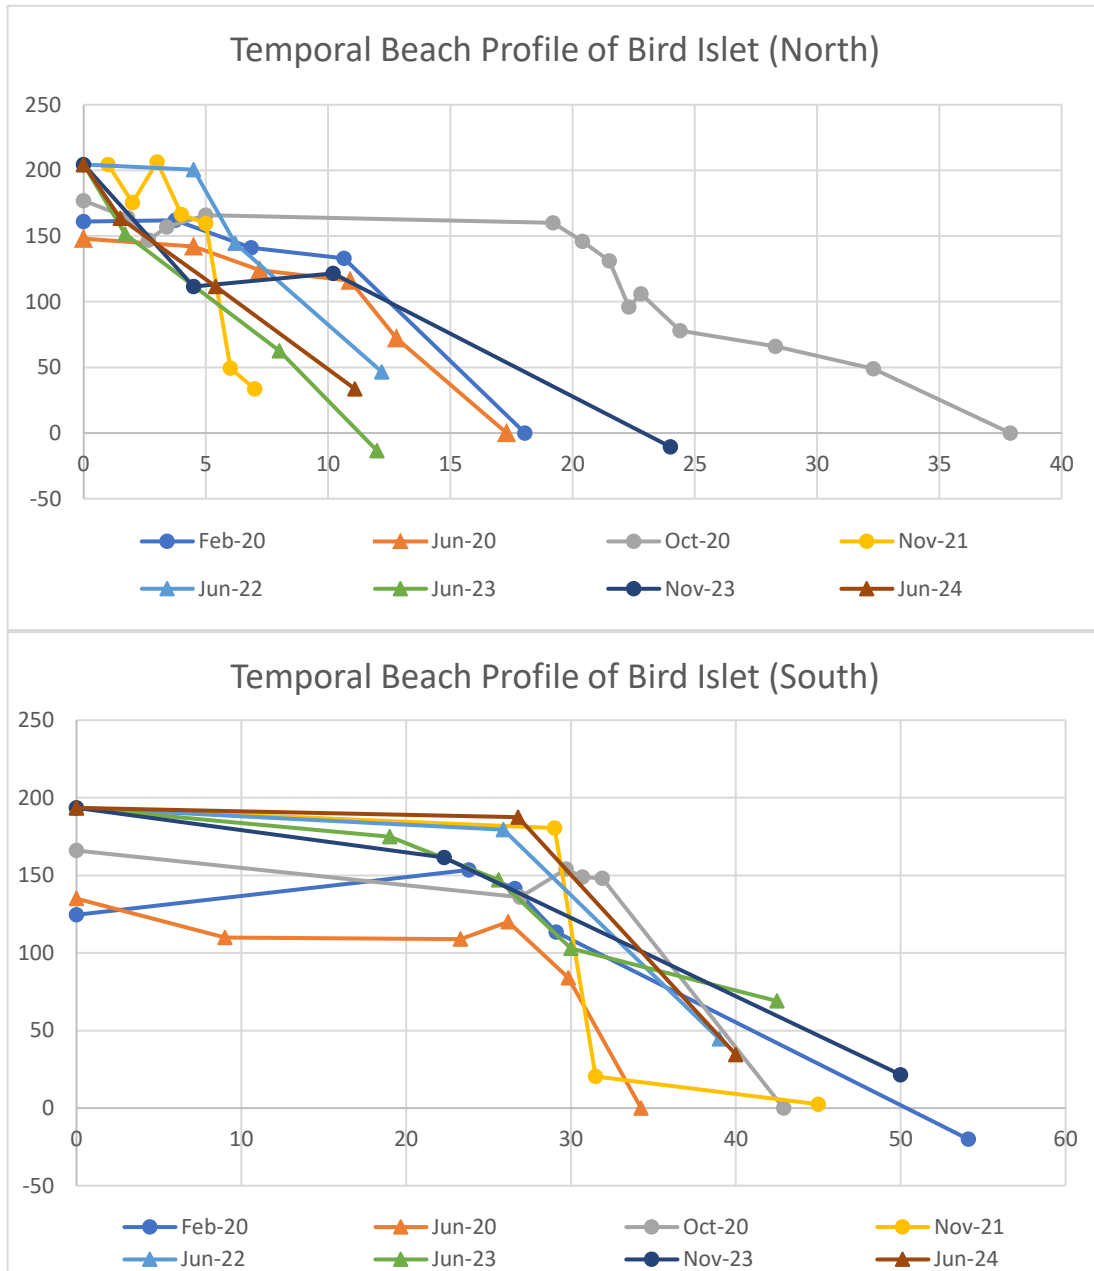 Temporal Beach Profile of Bird Islet (North)
250
200
150
100
50
0
-50
0 5 10 15 20 25 30 35 40
Feb-20 Jun-20 Oct-20 Nov-21
Jun-22 Jun-23 Nov-23 Jun-24
Temporal Beach Profile of Bird Islet (South)
250
200
150
100
50
0
-50
0 10 20 30 40 50 60
Feb-20 Jun-20 Oct-20 Nov-21
Jun-22 Jun-23 Nov-23 Jun-24